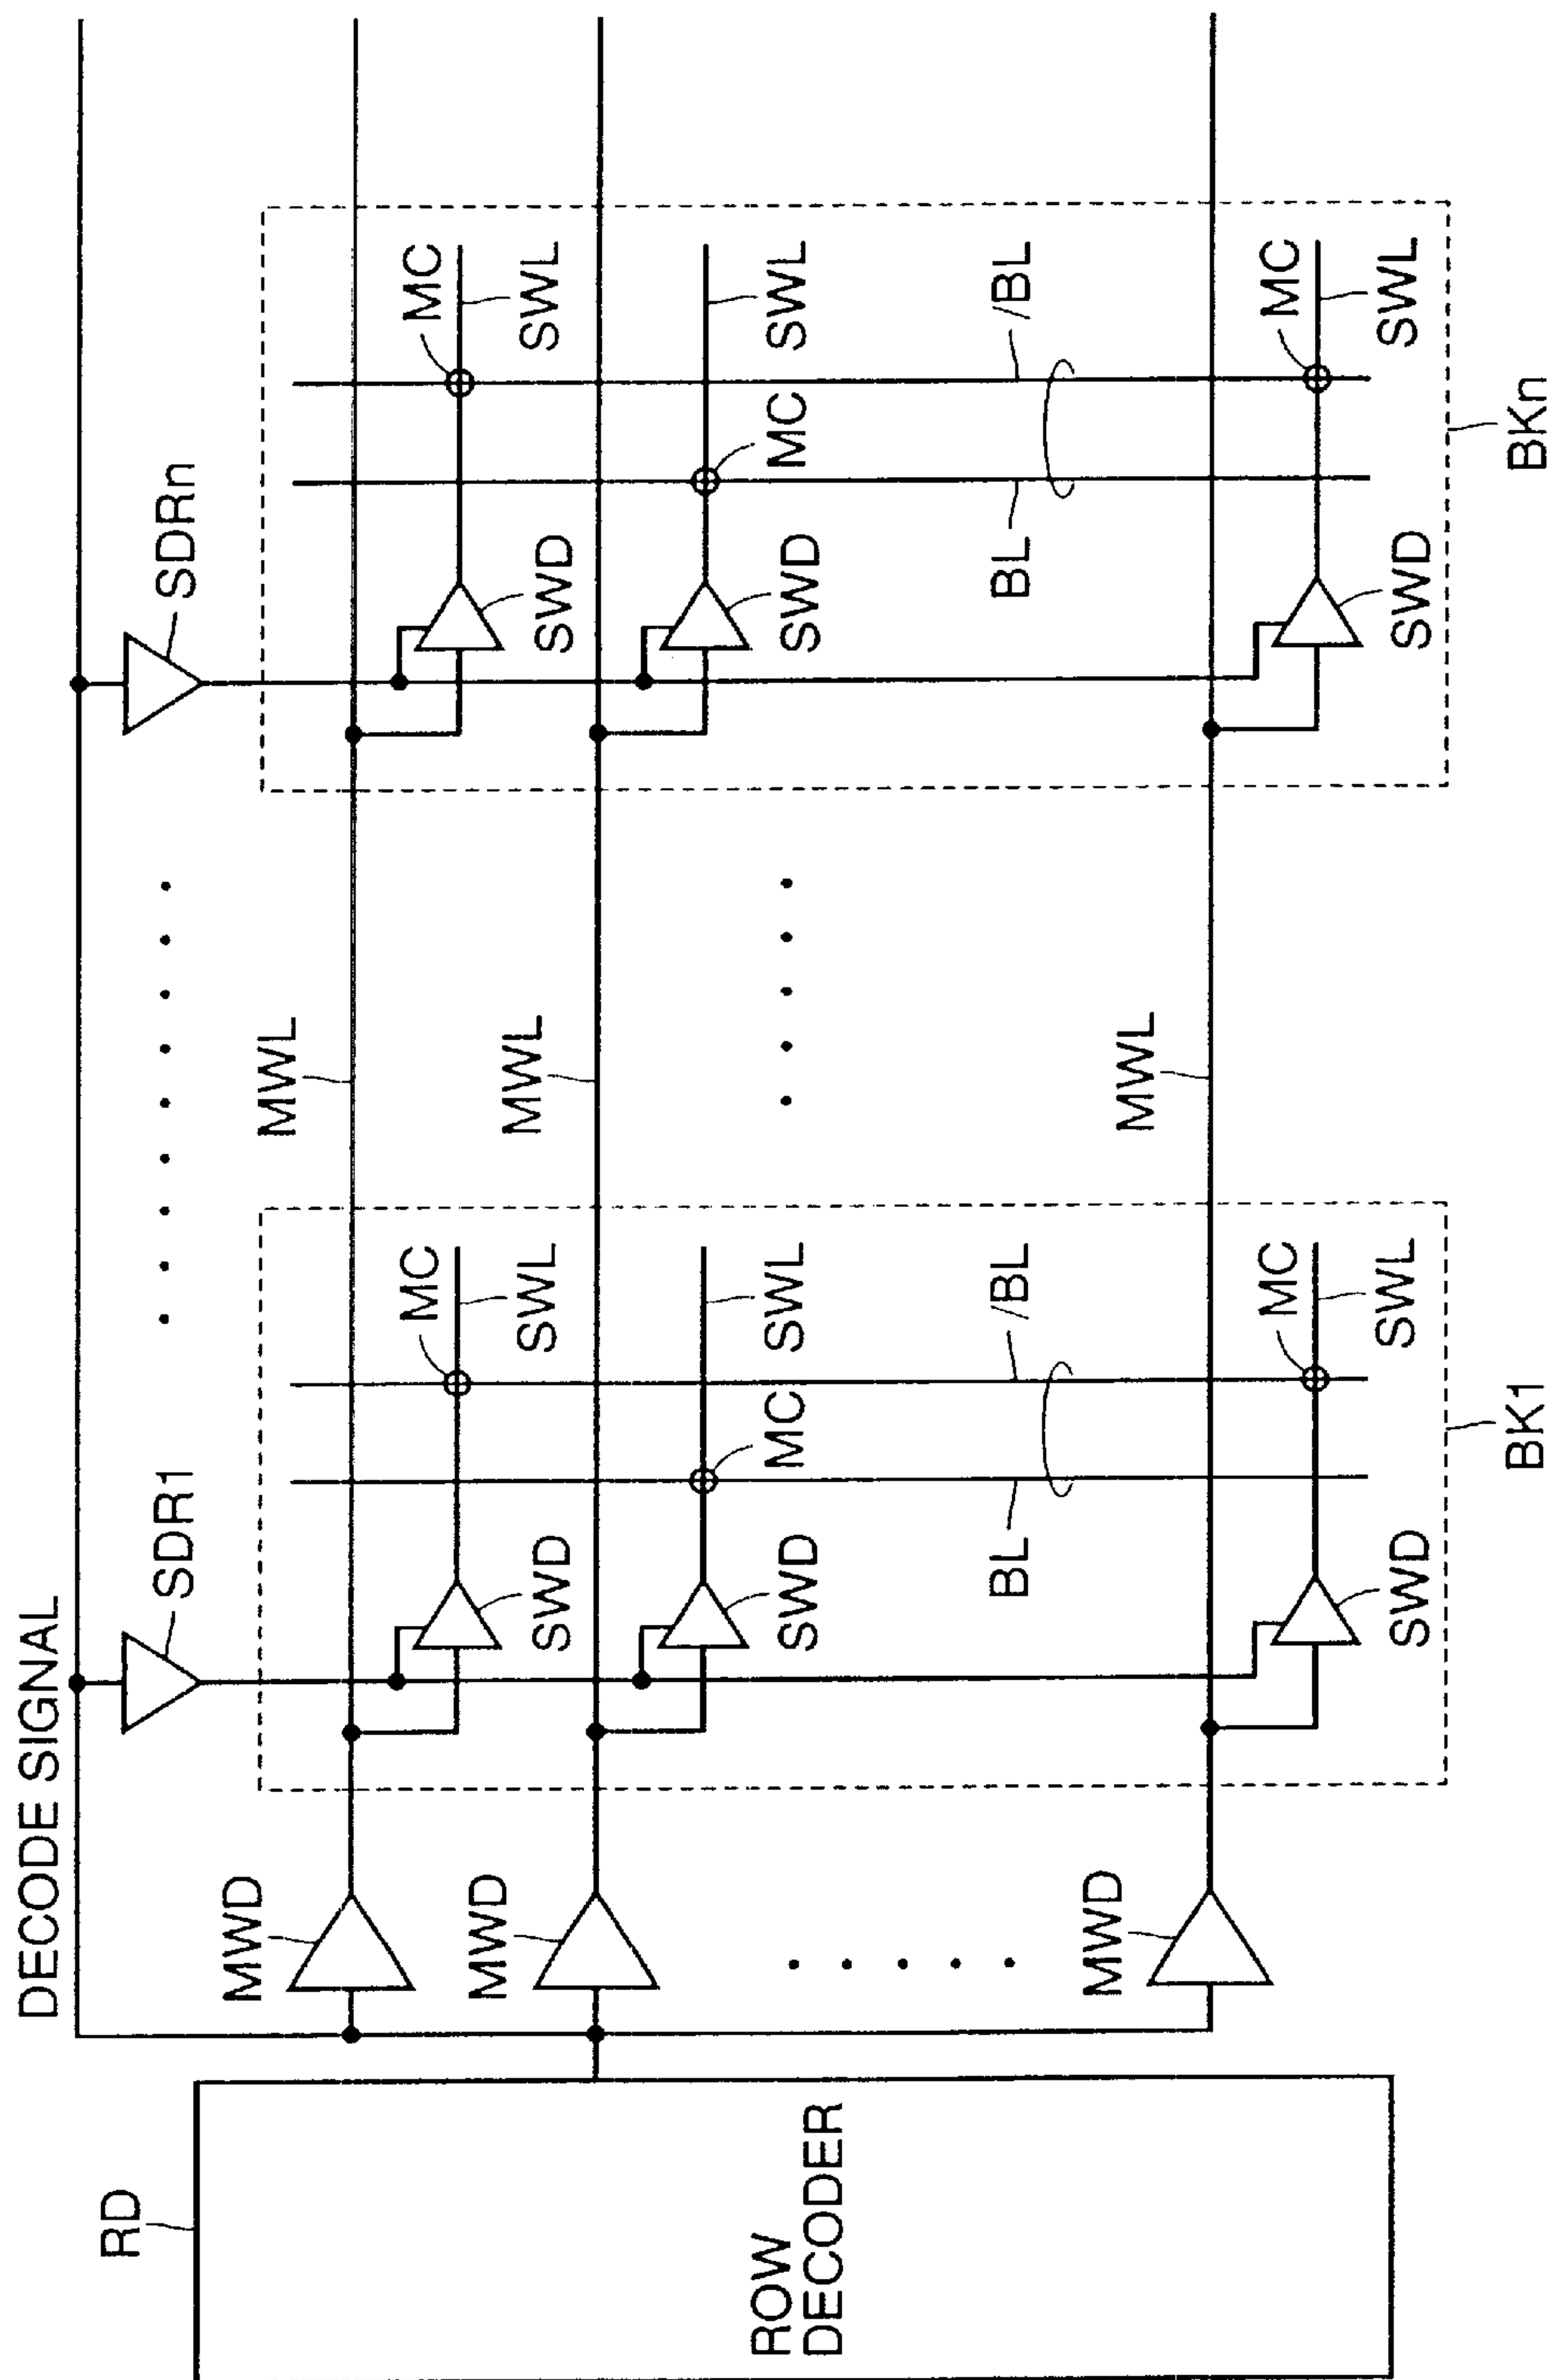 DECODE SIGNAL
SDR1
SDRn
RD
ROW
DECODER
MWD
MWL
MC
SWL
MC
SWL
SWD
SWD
MWD
MWL
SWL
SWL
MC
MC
SWD
SWD
BL
/BL
BL
/BL
MWD
MWL
MC
SWL
MC
SWL
SWD
SWD
BK1
BKn